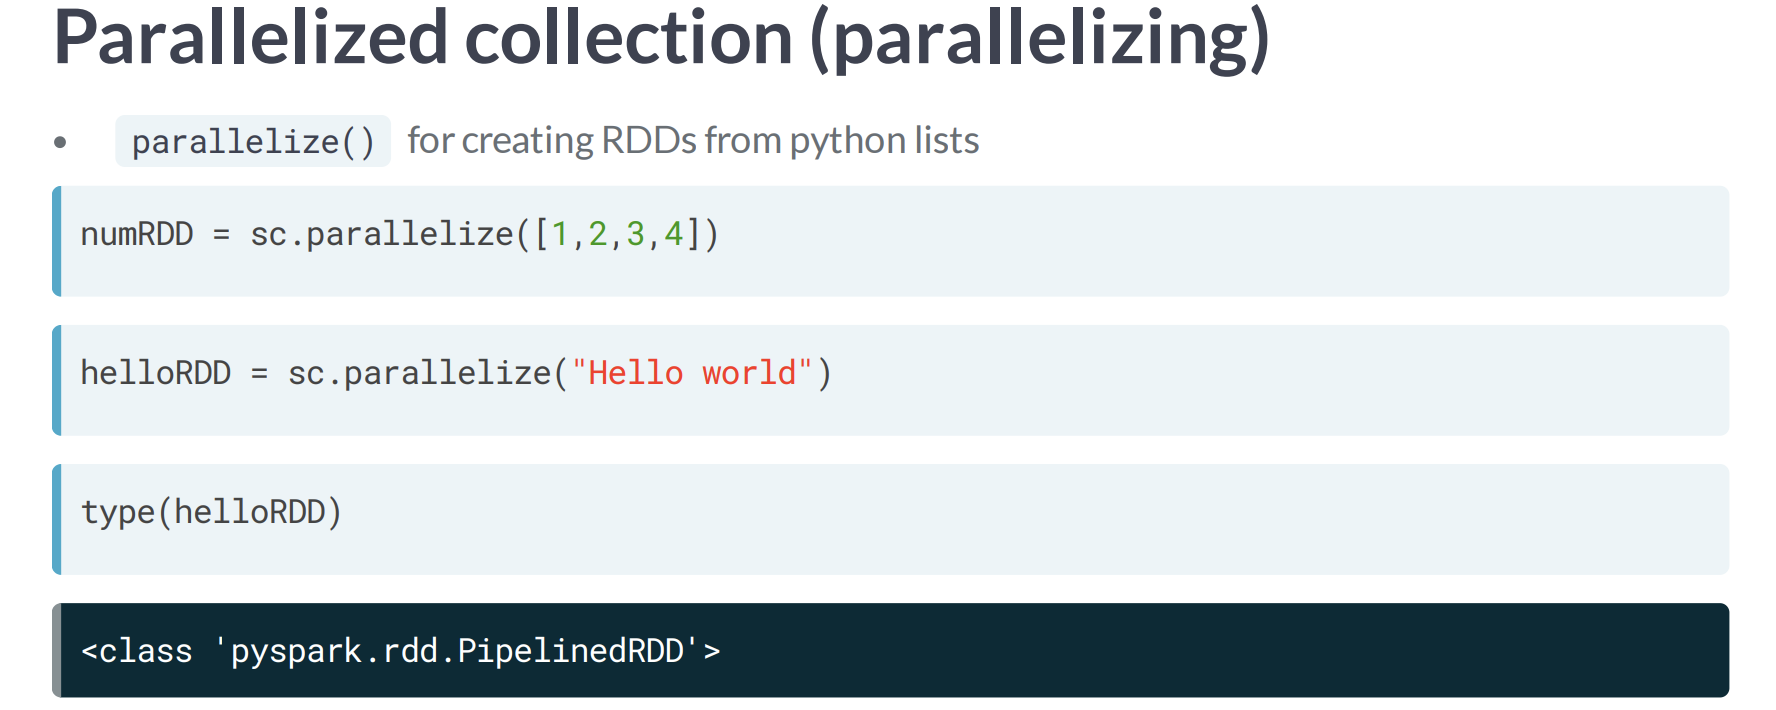 Parallelized collection (parallelizing)
• parallelize() for creating RDDs from python lists
numRDD = sc.parallelize([1,2,3,4])
helloRDD = sc.parallelize("Hello world")
type(helloRDD)
<class 'pyspark.rdd.PipelinedRDD'>